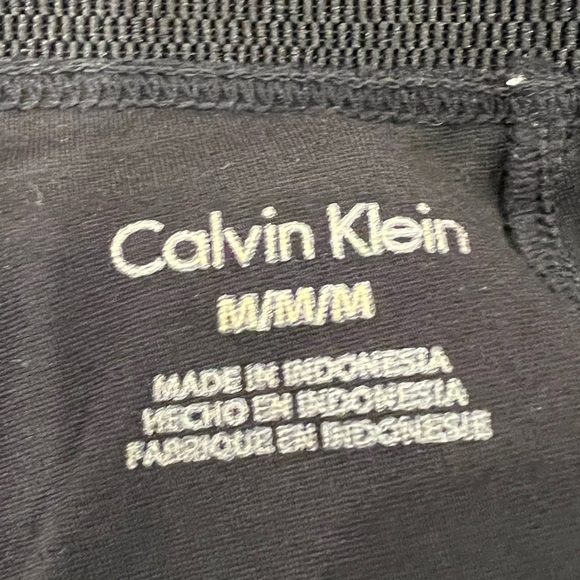 Calvin Klein
M/M/M
MADE IN INDONESIA
HECHO EN INDONESIA
FABRIQUE EN INDONESIE